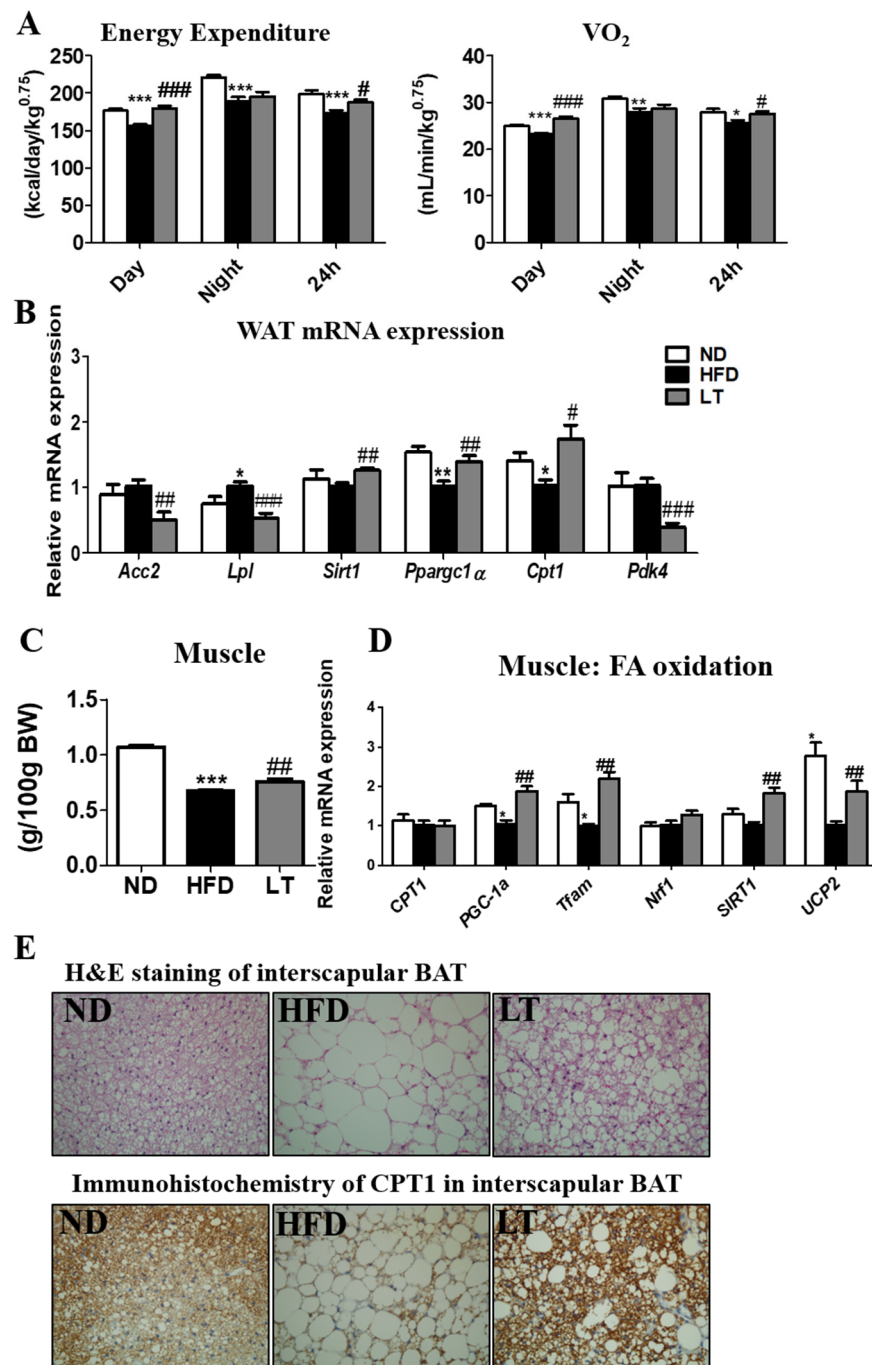 A
Energy Expenditure
VO2
(kcal/day/kg^0.75)
250
200
150
100
50
0
***
###
***
***
#
Day
Night
24h
(mL/min/kg^0.75)
40
30
20
10
0
***
###
**
*
#
Day
Night
24h
B
WAT mRNA expression
Relative mRNA expression
3
2
1
0
ND
HFD
LT
##
*
###
##
**
##
*
#
###
Acc2
Lpl
Sirt1
Ppargc1α
Cpt1
Pdk4
C
Muscle
(g/100g BW)
1.5
1.0
0.5
0.0
***
##
ND
HFD
LT
D
Muscle: FA oxidation
Relative mRNA expression
4
3
2
1
0
*
##
*
##
##
*
##
CPT1
PGC-1a
Tfam
Nrf1
SIRT1
UCP2
E
H&E staining of interscapular BAT
ND
HFD
LT
Immunohistochemistry of CPT1 in interscapular BAT
ND
HFD
LT